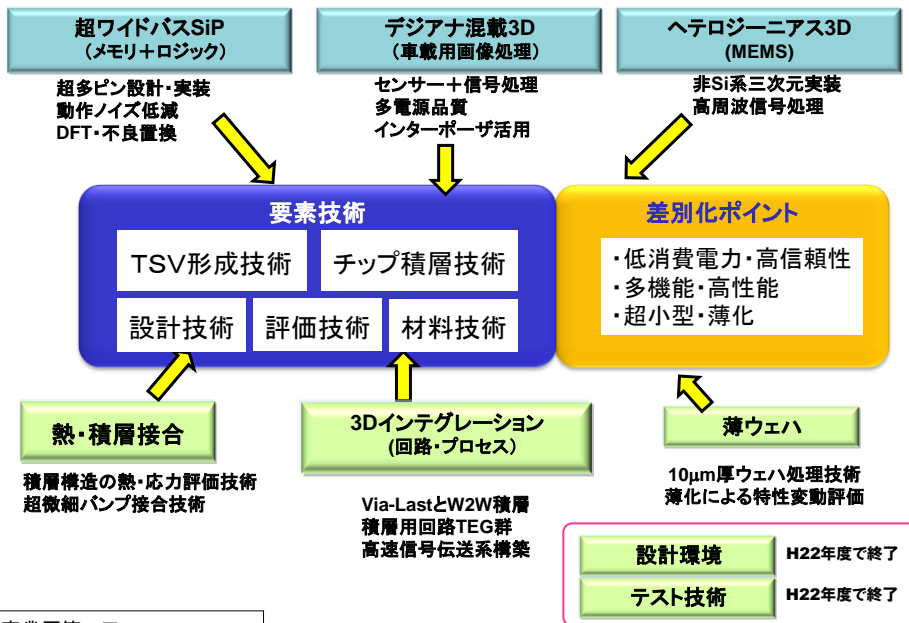 超ワイドバスSiP
（メモリ＋ロジック）
デジアナ混載3D
（車載用画像処理）
ヘテロジーニアス3D
(MEMS)
超多ピン設計・実装
動作ノイズ低減
DFT・不良置換
センサー＋信号処理
多電源品質
インターポーザ活用
非Si系三次元実装
高周波信号処理
要素技術
TSV形成技術
チップ積層技術
設計技術
評価技術
材料技術
差別化ポイント
・低消費電力・高信頼性
・多機能・高性能
・超小型・薄化
熱・積層接合
積層構造の熱・応力評価技術
超微細バンプ接合技術
3Dインテグレーション
(回路・プロセス）
Via-LastとW2W積層
積層用回路TEG群
高速信号伝送系構築
薄ウェハ
10μm厚ウェハ処理技術
薄化による特性変動評価
設計環境 H22年度で終了
テスト技術 H22年度で終了